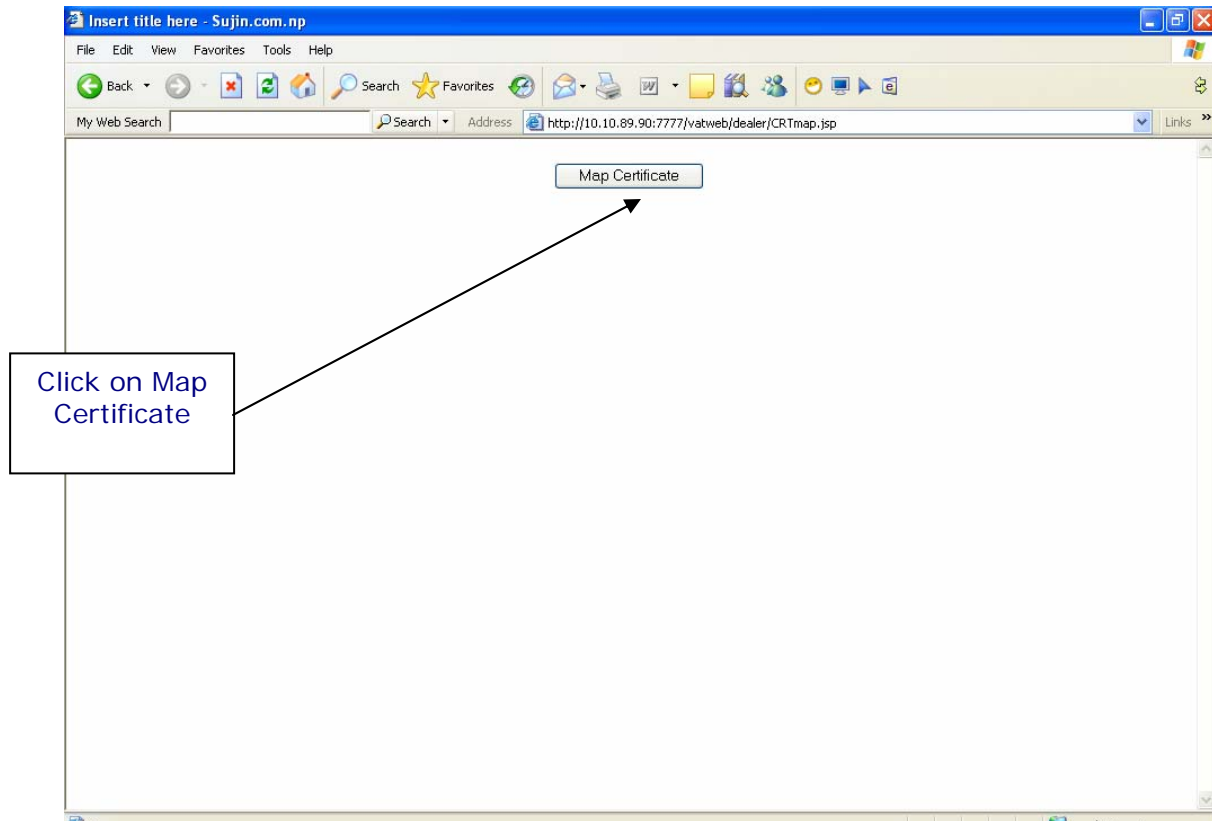 Insert title here - Sujin.com.np
File Edit View Favorites Tools Help
Back Search Favorites
My Web Search Search Address http://10.10.89.90:7777/vatweb/dealer/CRTmap.jsp Links »
Map Certificate
Click on Map
Certificate